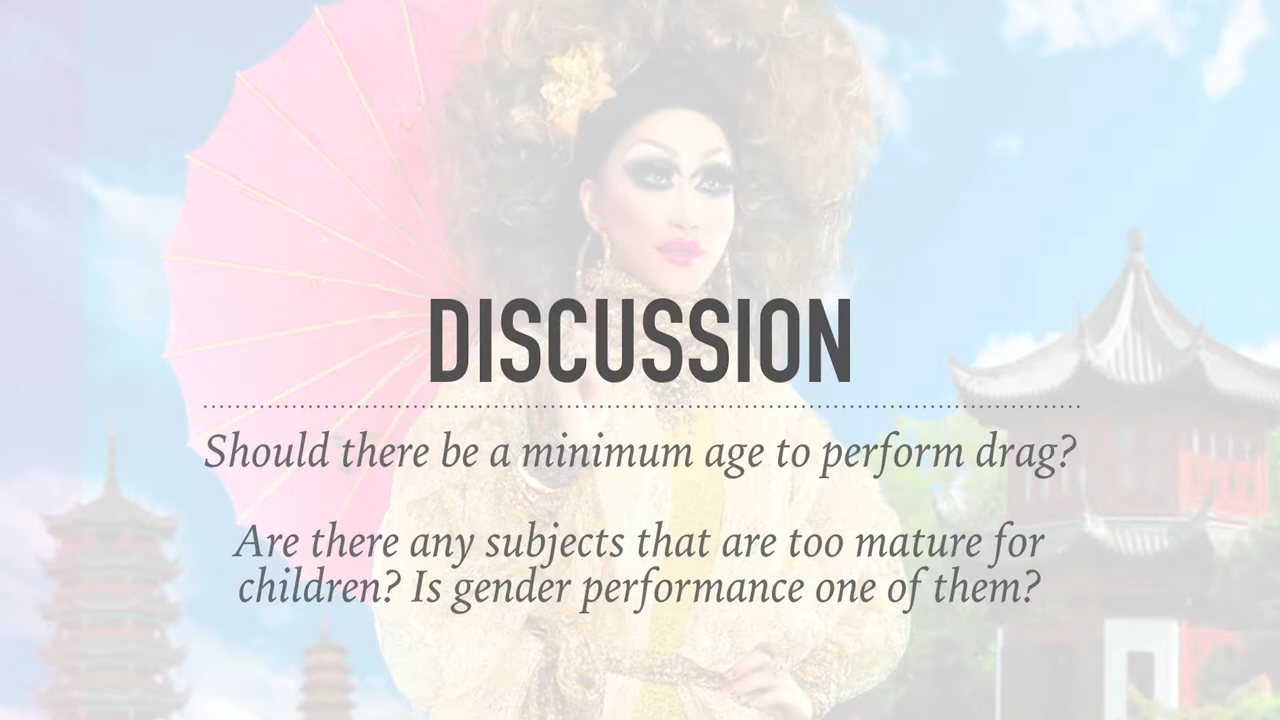 DISCUSSION
Should there be a minimum age to perform drag?
Are there any subjects that are too mature for
children? Is gender performance one of them?